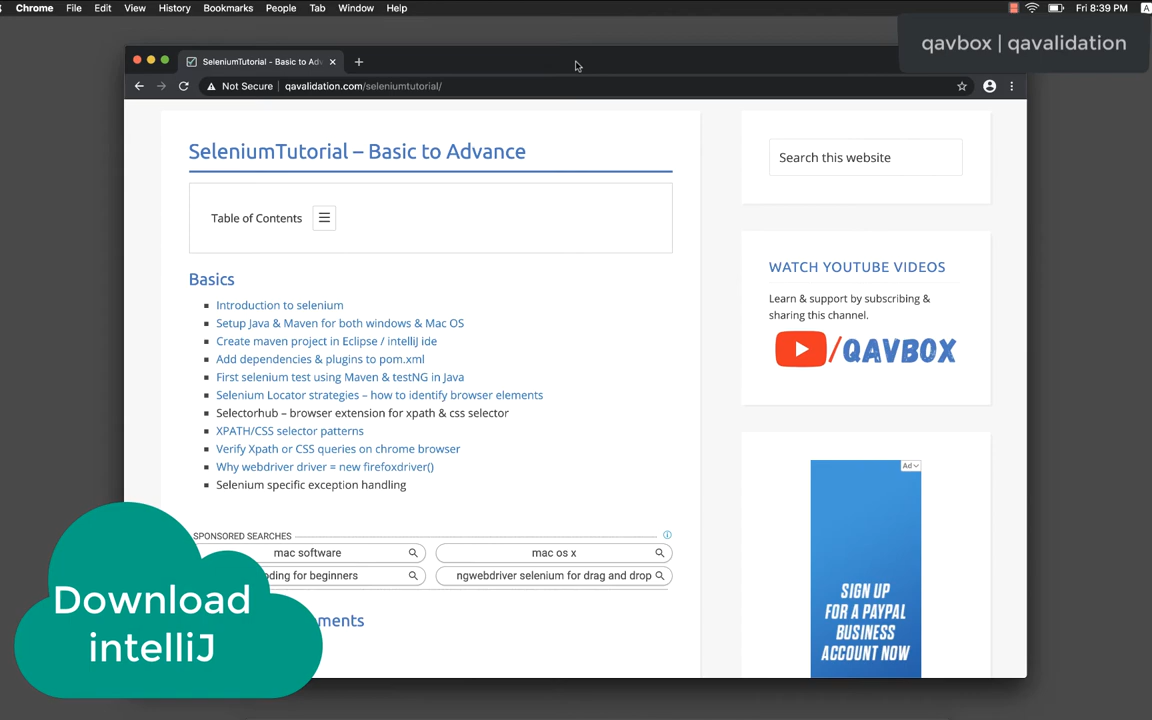 Chrome File Edit View History Bookmarks People Tab Window Help Fri 8:39 PM A
qavbox | qavalidation
SeleniumTutorial - Basic to Adv
Not Secure | qavalidation.com/seleniumtutorial/
SeleniumTutorial – Basic to Advance
Table of Contents
Basics
Introduction to selenium
Setup Java & Maven for both windows & Mac OS
Create maven project in Eclipse / intelliJ ide
Add dependencies & plugins to pom.xml
First selenium test using Maven & testNG in Java
Selenium Locator strategies – how to identify browser elements
Selectorhub – browser extension for xpath & css selector
XPATH/CSS selector patterns
Verify Xpath or CSS queries on chrome browser
Why webdriver driver = new firefoxdriver()
Selenium specific exception handling
SPONSORED SEARCHES
mac software
mac os x
oding for beginners
ngwebdriver selenium for drag and drop
ments
Search this website
WATCH YOUTUBE VIDEOS
Learn & support by subscribing &
sharing this channel.
/QAVBOX
Ad
SIGN UP
FOR A PAYPAL
BUSINESS
ACCOUNT NOW
Download
intelliJ